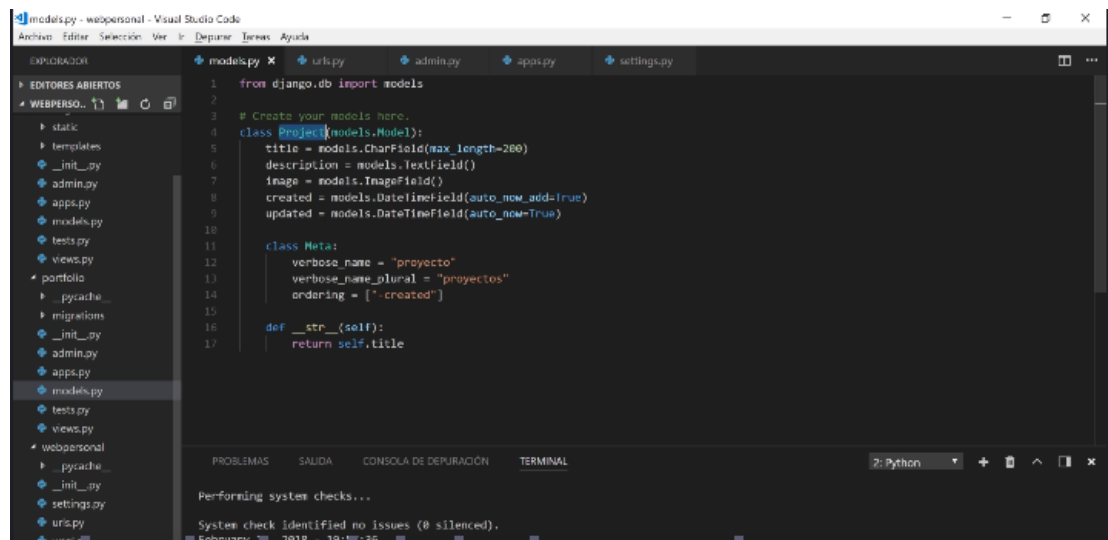 models.py - webpersonal - Visual Studio Code
Archivo Editar Selección Ver Ir Depurar Tareas Ayuda
EXPLORADOR
models.py
urls.py
admin.py
apps.py
settings.py
EDITORES ABIERTOS
WEBPERSO..
static
templates
__init__.py
admin.py
apps.py
models.py
tests.py
views.py
portfolio
__pycache__
migrations
__init__.py
admin.py
apps.py
models.py
tests.py
views.py
webpersonal
__pycache__
__init__.py
settings.py
urls.py
1 from django.db import models
2
3 # Create your models here.
4 class Project(models.Model):
5 title = models.CharField(max_length=200)
6 description = models.TextField()
7 image = models.ImageField()
8 created = models.DateTimeField(auto_now_add=True)
9 updated = models.DateTimeField(auto_now=True)
10
11 class Meta:
12 verbose_name = "proyecto"
13 verbose_name_plural = "proyectos"
14 ordering = ["-created"]
15
16 def __str__(self):
17 return self.title
PROBLEMAS SALIDA CONSOLA DE DEPURACIÓN TERMINAL
2: Python
Performing system checks...
System check identified no issues (0 silenced).
2018